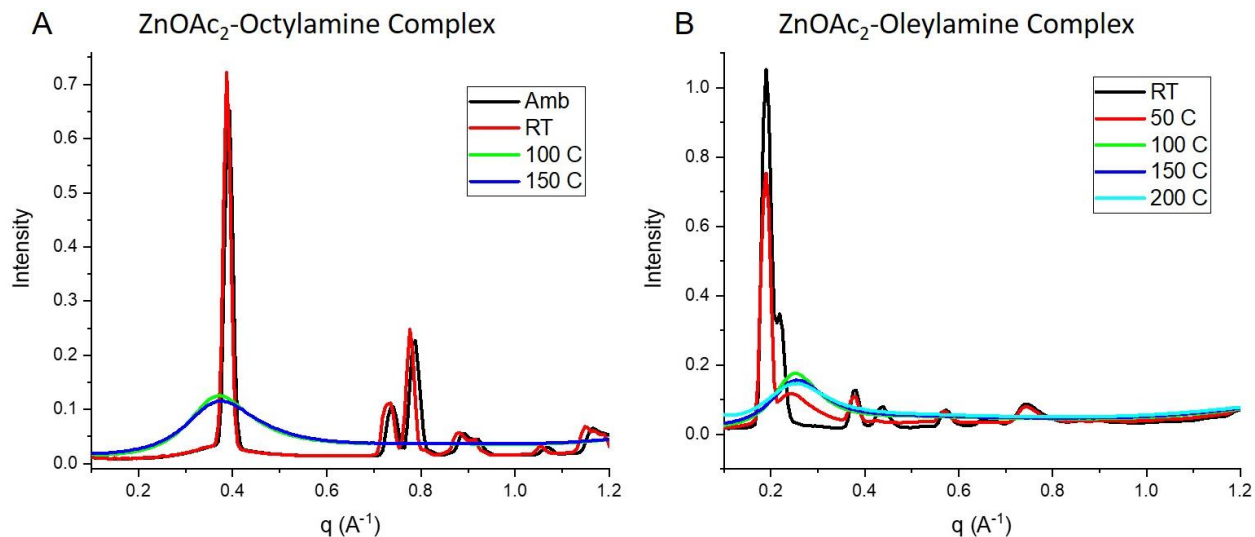 A
ZnOAc₂-Octylamine Complex
Amb
RT
100 C
150 C
Intensity
0.7
0.6
0.5
0.4
0.3
0.2
0.1
0.0
0.2
0.4
0.6
0.8
1.0
1.2
q (A⁻¹)
B
ZnOAc₂-Oleylamine Complex
RT
50 C
100 C
150 C
200 C
Intensity
1.0
0.8
0.6
0.4
0.2
0.0
0.2
0.4
0.6
0.8
1.0
1.2
q (A⁻¹)